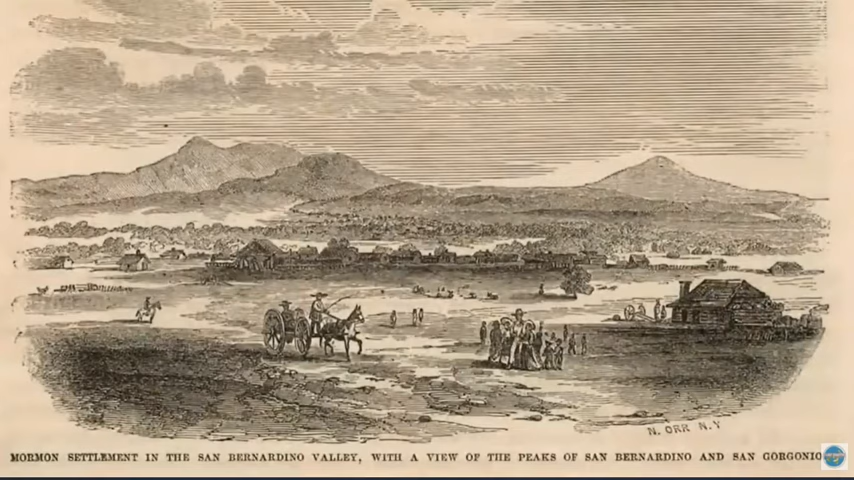 N. ORR N.Y
MORMON SETTLEMENT IN THE SAN BERNARDINO VALLEY, WITH A VIEW OF THE PEAKS OF SAN BERNARDINO AND SAN GORGONIO